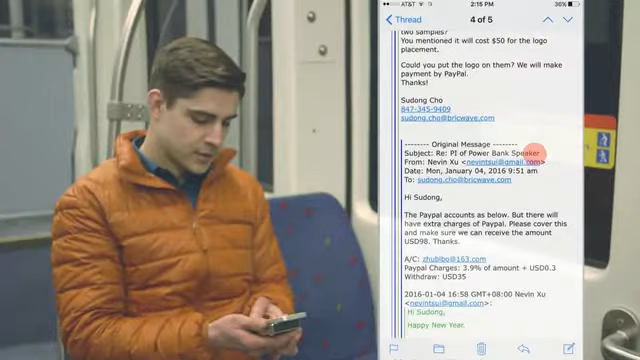 AT&T
2:15 PM
36%
Thread
4 of 5
two samples?
You mentioned it will cost $50 for the logo
placement.
Could you put the logo on them? We will make
payment by PayPal.
Thanks!
Sudong Cho
847-345-9409
sudong.cho@bricwave.com
-------- Original Message --------
Subject: Re: PI of Power Bank Speaker
From: Nevin Xu <nevintsui@gmail.com>
Date: Mon, January 04, 2016 9:51 am
To: sudong.cho@bricwave.com
Hi Sudong,
The Paypal accounts as below. But there will
have extra charges of Paypal. Please cover this
and make sure we can receive the amount
USD98. Thanks.
A/C: zhubibo@163.com
Paypal Charges: 3.9% of amount + USD0.3
Withdraw: USD35
2016-01-04 16:58 GMT+08:00 Nevin Xu
<nevintsui@gmail.com>:
Hi Sudong,
Happy New Year.